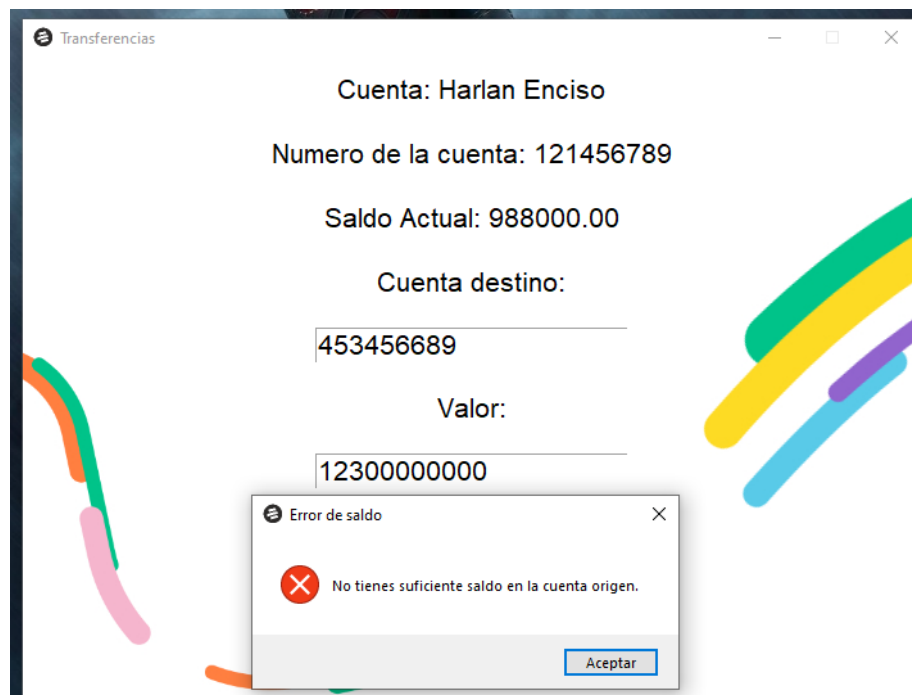 Transferencias
Cuenta: Harlan Enciso
Numero de la cuenta: 121456789
Saldo Actual: 988000.00
Cuenta destino:
453456689
Valor:
12300000000
Error de saldo
No tienes suficiente saldo en la cuenta origen.
Aceptar